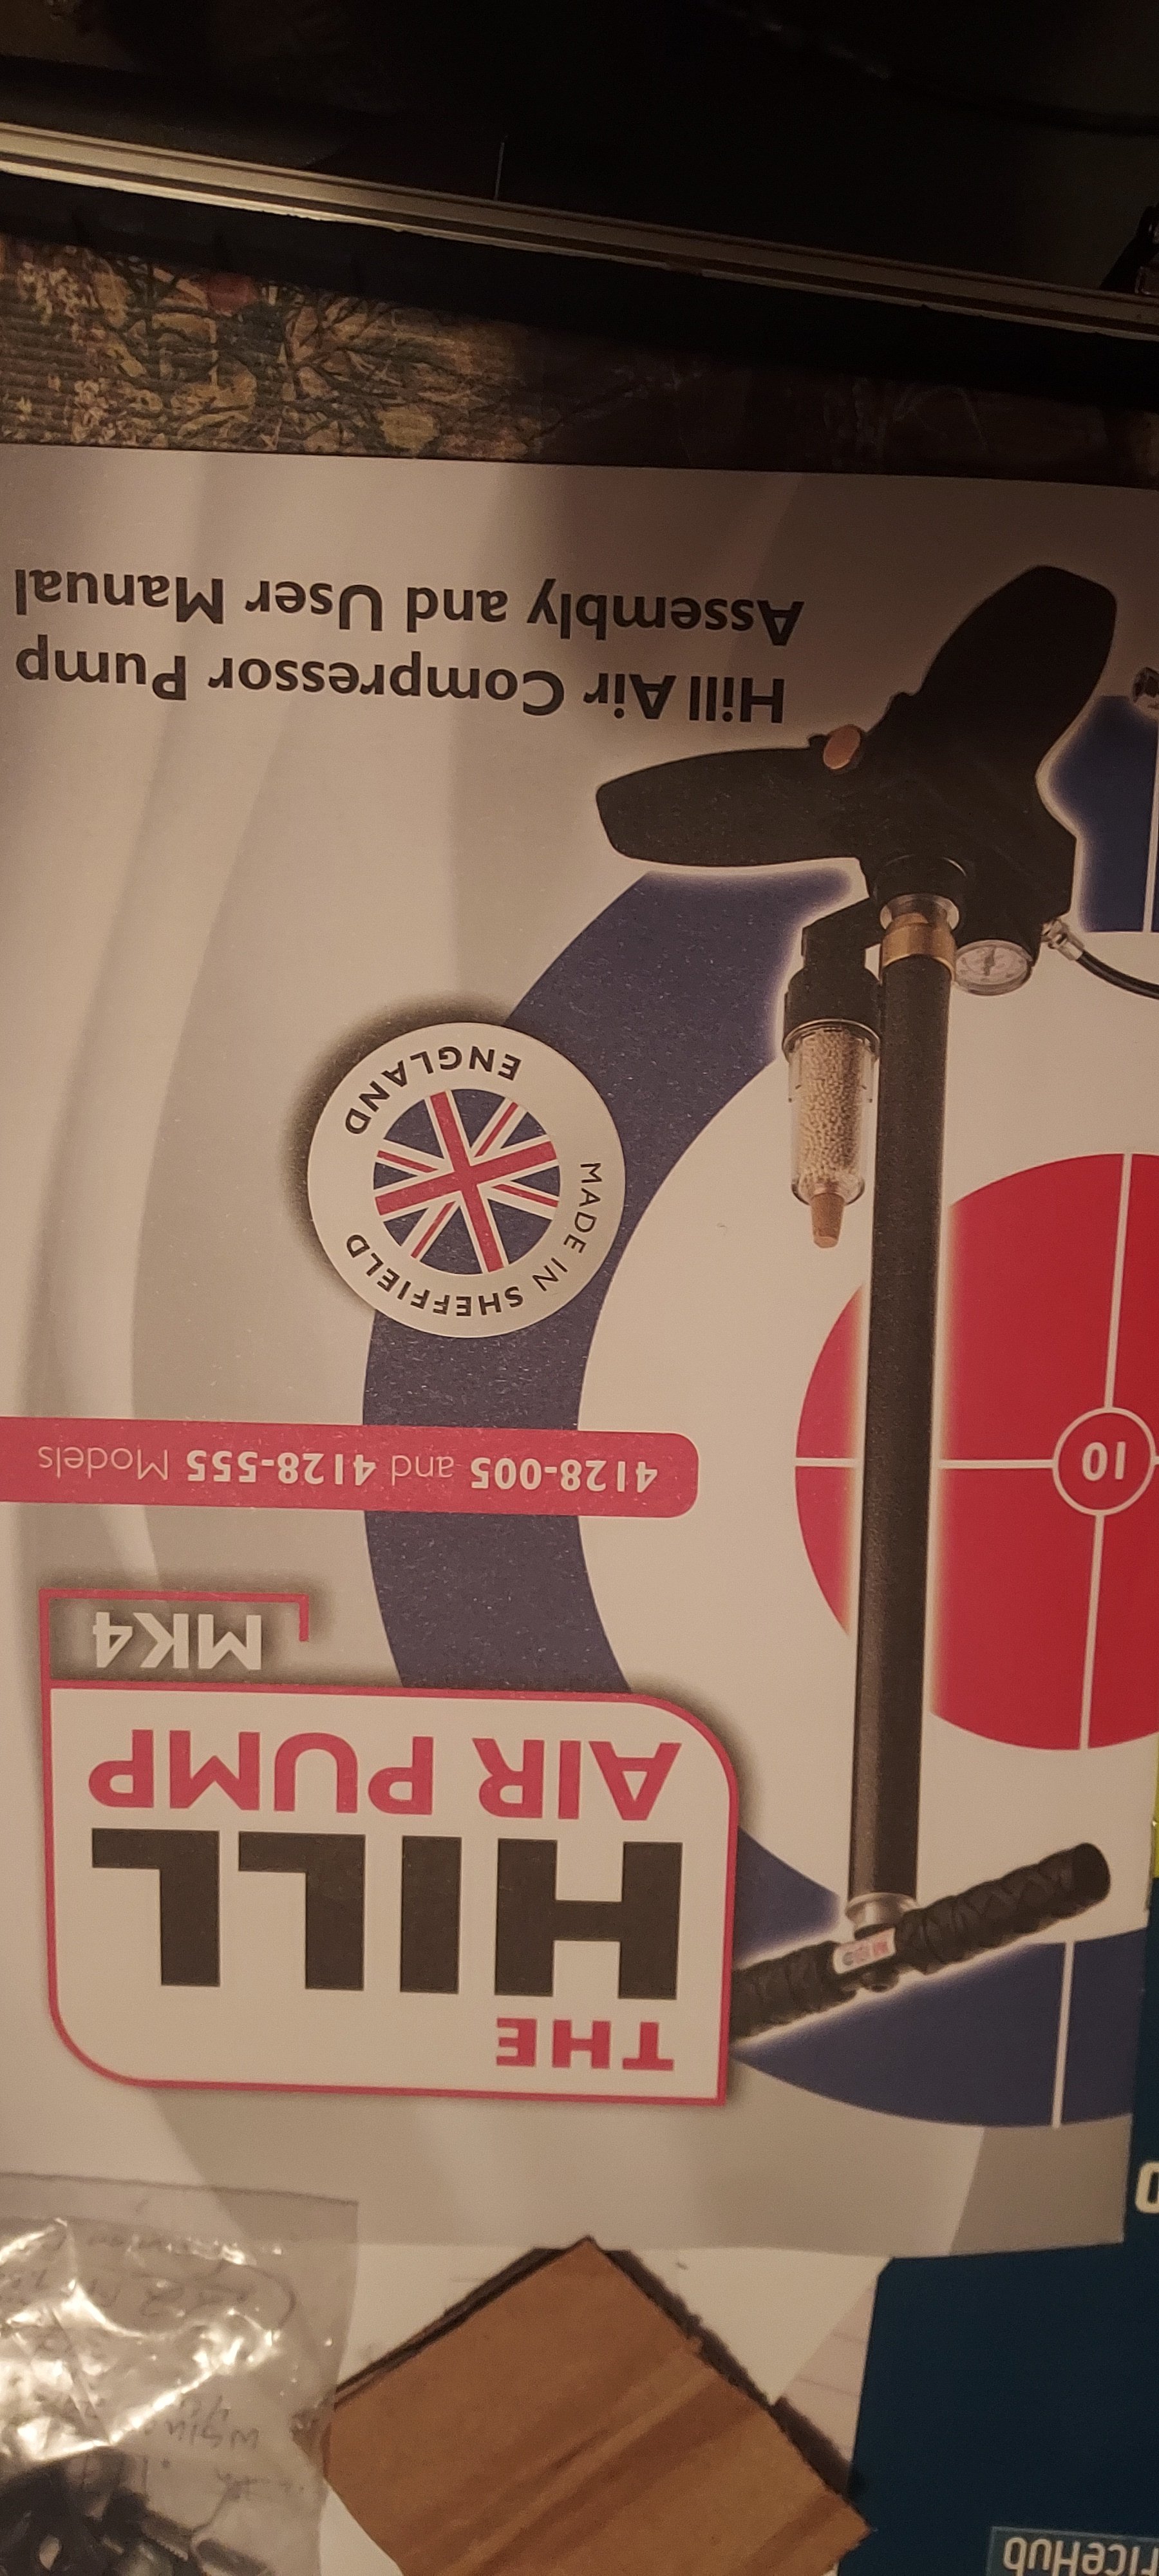 THE
HILL
AIR PUMP
MK4
4128-005 and 4128-555 Models
10
MADE IN SHEFFIELD
ENGLAND
Hill Air Compressor Pump
Assembly and User Manual
riceHub